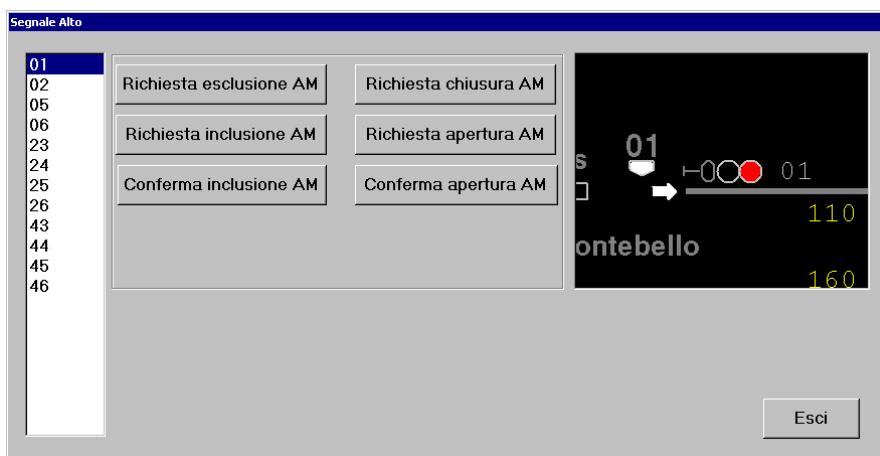 Segnale Alto
01
02
05
06
23
24
25
26
43
44
45
46
Richiesta esclusione AM
Richiesta chiusura AM
Richiesta inclusione AM
Richiesta apertura AM
Conferma inclusione AM
Conferma apertura AM
01
s
01
110
ontebello
160
Esci